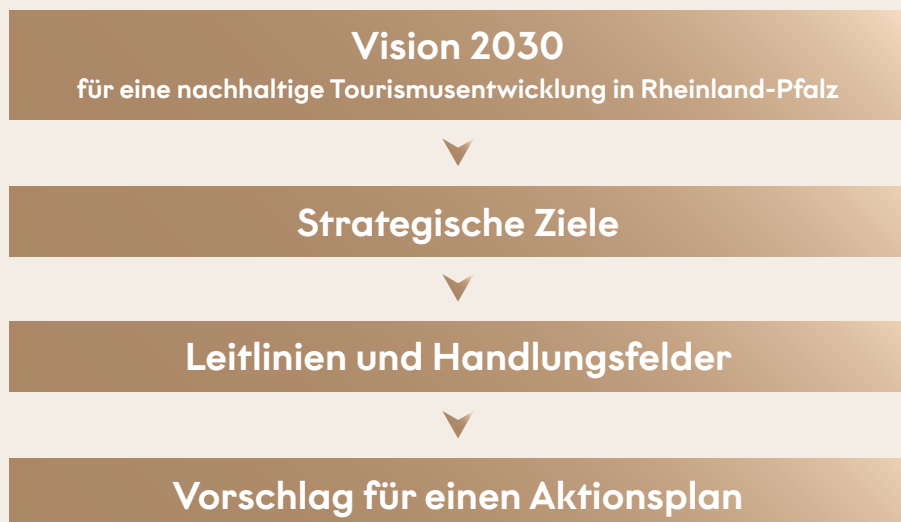 Vision 2030
für eine nachhaltige Tourismusentwicklung in Rheinland-Pfalz
Strategische Ziele
Leitlinien und Handlungsfelder
Vorschlag für einen Aktionsplan